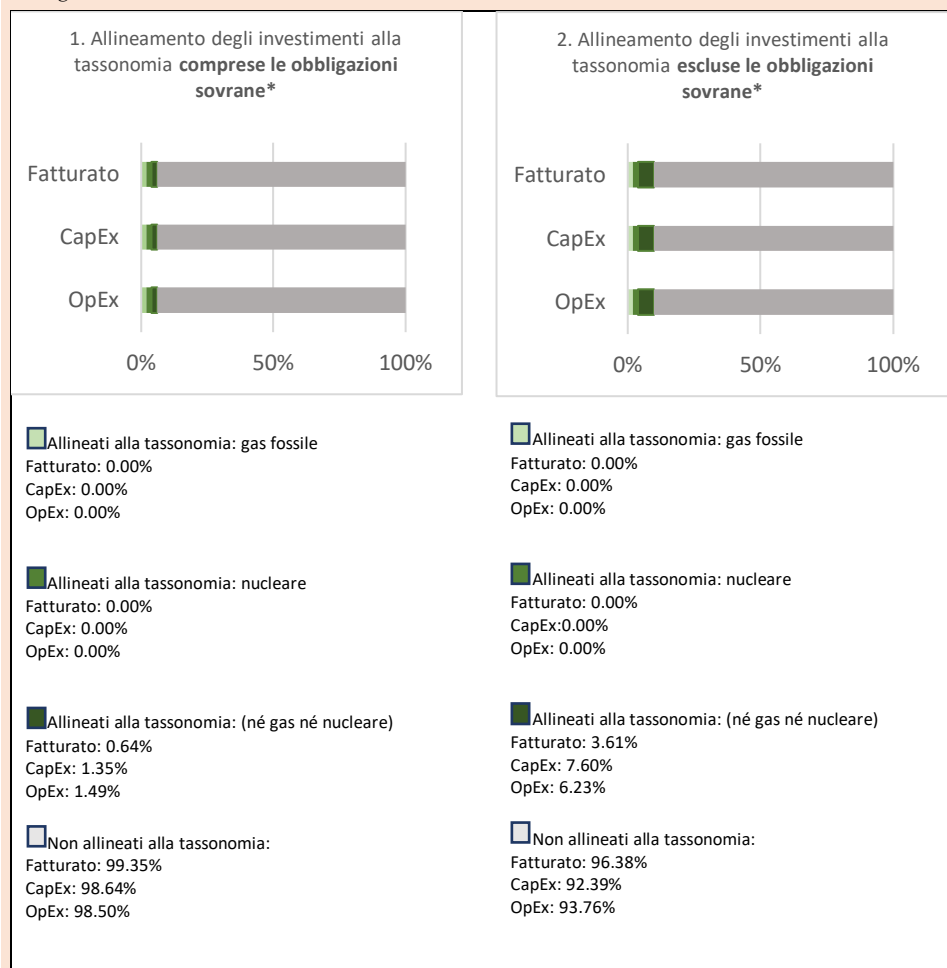 1. Allineamento degli investimenti alla
tassonomia comprese le obbligazioni
sovrane*
Fatturato
CapEx
OpEx
0%
50%
100%
2. Allineamento degli investimenti alla
tassonomia escluse le obbligazioni
sovrane*
Fatturato
CapEx
OpEx
0%
50%
100%
Allineati alla tassonomia: gas fossile
Fatturato: 0.00%
CapEx: 0.00%
OpEx: 0.00%
Allineati alla tassonomia: nucleare
Fatturato: 0.00%
CapEx: 0.00%
OpEx: 0.00%
Allineati alla tassonomia: (né gas né nucleare)
Fatturato: 0.64%
CapEx: 1.35%
OpEx: 1.49%
Non allineati alla tassonomia:
Fatturato: 99.35%
CapEx: 98.64%
OpEx: 98.50%
Allineati alla tassonomia: gas fossile
Fatturato: 0.00%
CapEx: 0.00%
OpEx: 0.00%
Allineati alla tassonomia: nucleare
Fatturato: 0.00%
CapEx:0.00%
OpEx: 0.00%
Allineati alla tassonomia: (né gas né nucleare)
Fatturato: 3.61%
CapEx: 7.60%
OpEx: 6.23%
Non allineati alla tassonomia:
Fatturato: 96.38%
CapEx: 92.39%
OpEx: 93.76%